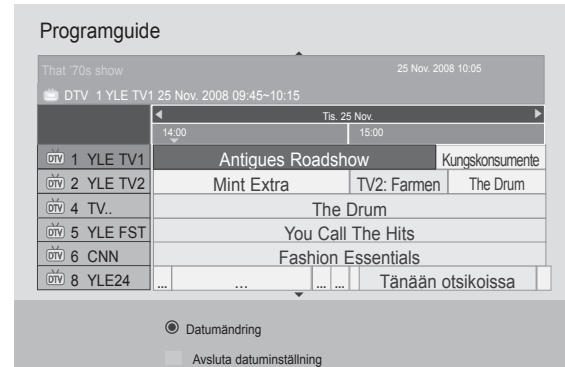 Programguide
That '70s show 25 Nov. 2008 10:05
DTV 1 YLE TV1 25 Nov. 2008 09:45~10:15
Tis. 25 Nov.
14:00 15:00
DTV 1 YLE TV1 Antigues Roadshow Kungskonsumente
DTV 2 YLE TV2 Mint Extra TV2: Farmen The Drum
DTV 4 TV.. The Drum
DTV 5 YLE FST You Call The Hits
DTV 6 CNN Fashion Essentials
DTV 8 YLE24 ... ... ... ... Tänään otsikoissa
Datumändring
Avsluta datuminställning